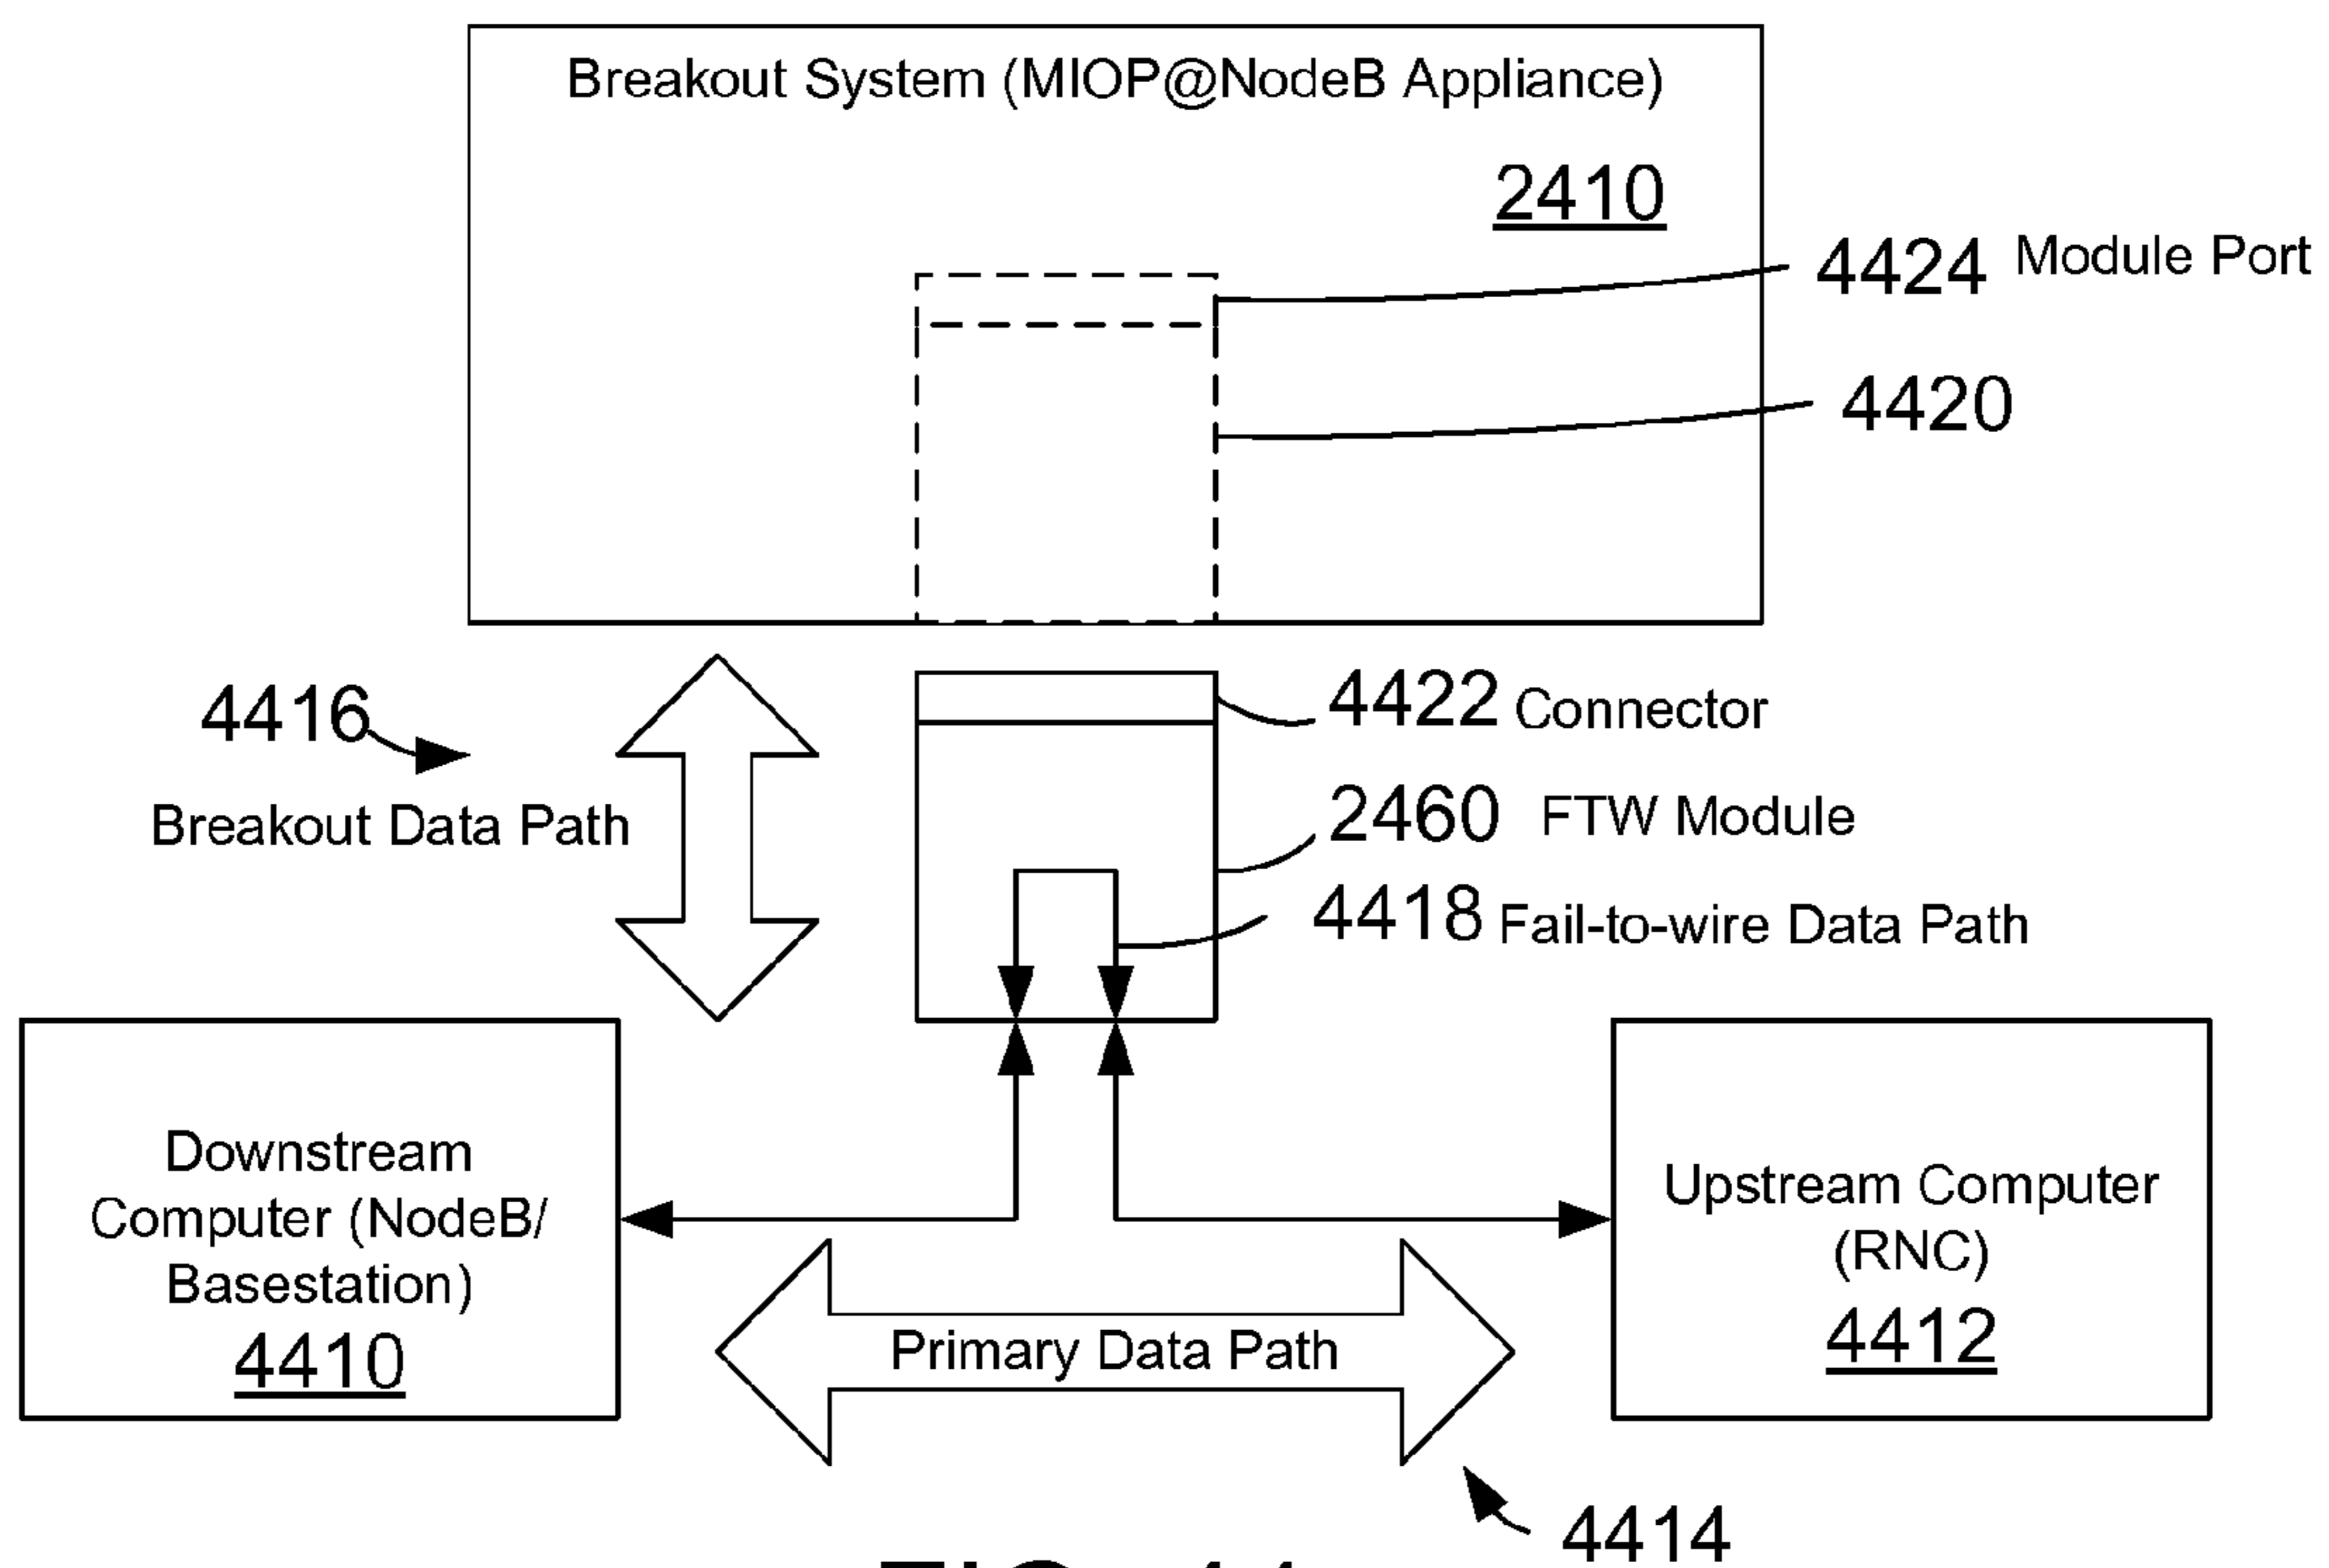 Breakout System (MIOP@NodeB Appliance)
2410
4424 Module Port
4420
4416
Breakout Data Path
4422 Connector
2460 FTW Module
4418 Fail-to-wire Data Path
Downstream
Computer (NodeB/
Basestation)
4410
Upstream Computer
(RNC)
4412
Primary Data Path
4414